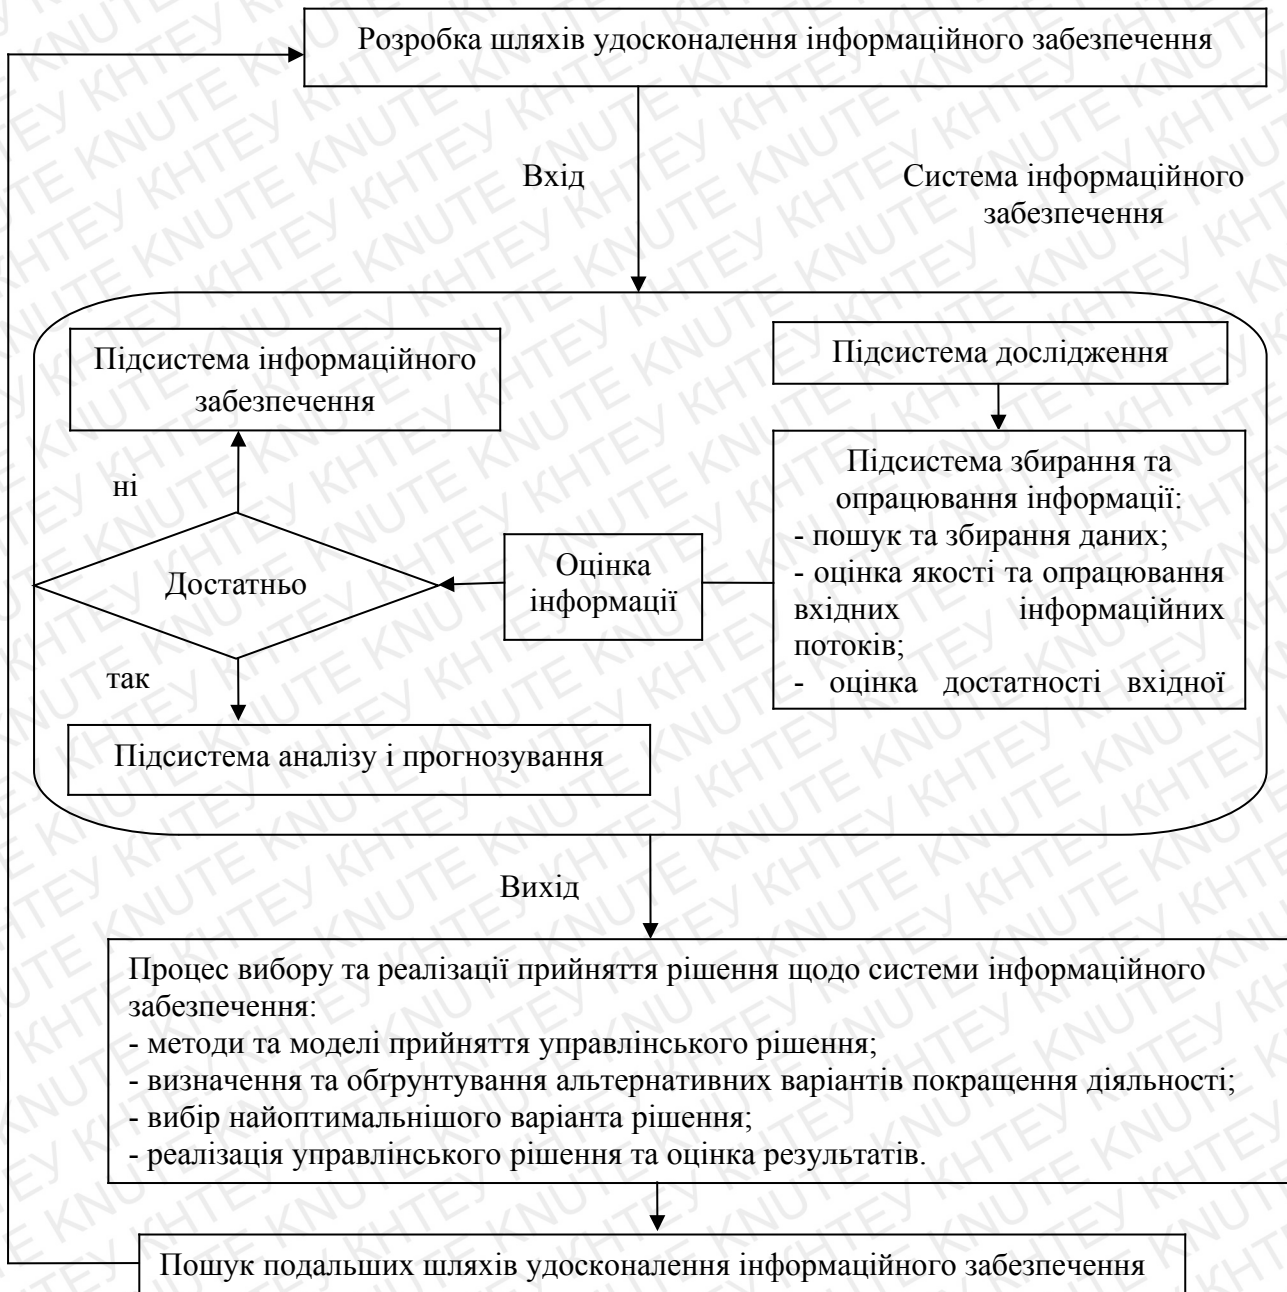 Розробка шляхів удосконалення інформаційного забезпечення
Вхід
Система інформаційного
забезпечення
Підсистема інформаційного
забезпечення
Підсистема дослідження
Підсистема збирання та
опрацювання інформації:
- пошук та збирання даних;
- оцінка якості та опрацювання
вхідних інформаційних
потоків;
- оцінка достатності вхідної
ні
Достатньо
Оцінка
інформації
так
Підсистема аналізу і прогнозування
Вихід
Процес вибору та реалізації прийняття рішення щодо системи інформаційного
забезпечення:
- методи та моделі прийняття управлінського рішення;
- визначення та обґрунтування альтернативних варіантів покращення діяльності;
- вибір найоптимальнішого варіанта рішення;
- реалізація управлінського рішення та оцінка результатів.
Пошук подальших шляхів удосконалення інформаційного забезпечення